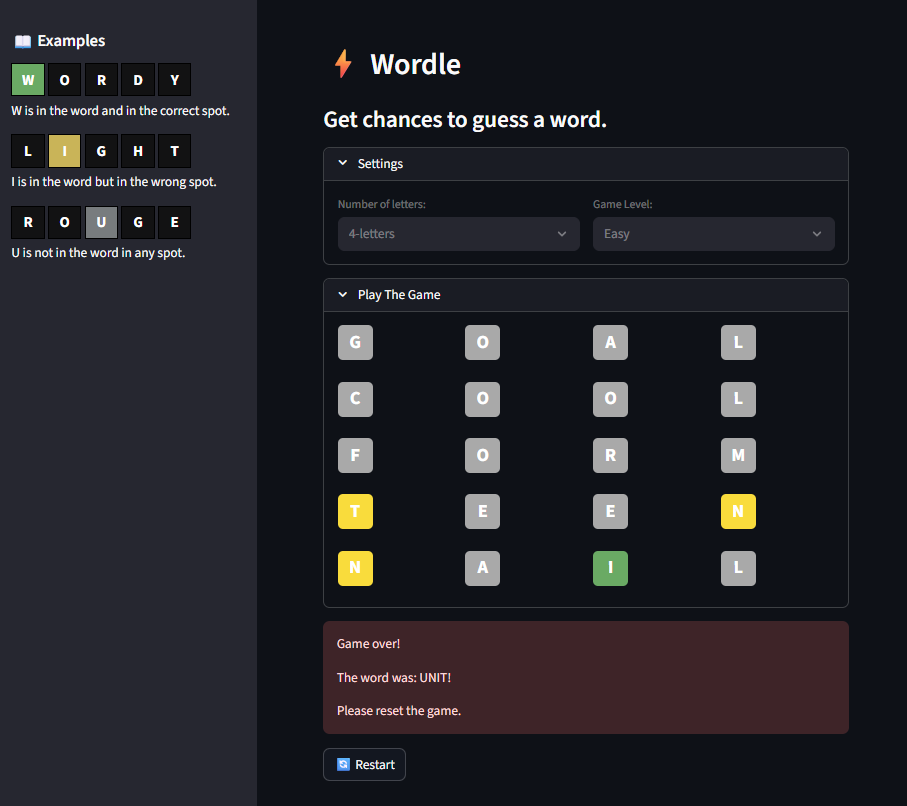 Examples
W O R D Y
W is in the word and in the correct spot.
L I G H T
I is in the word but in the wrong spot.
R O U G E
U is not in the word in any spot.
Wordle
Get chances to guess a word.
Settings
Number of letters: Game Level:
4-letters Easy
Play The Game
G O A L
C O O L
F O R M
T E E N
N A I L
Game over!
The word was: UNIT!
Please reset the game.
Restart